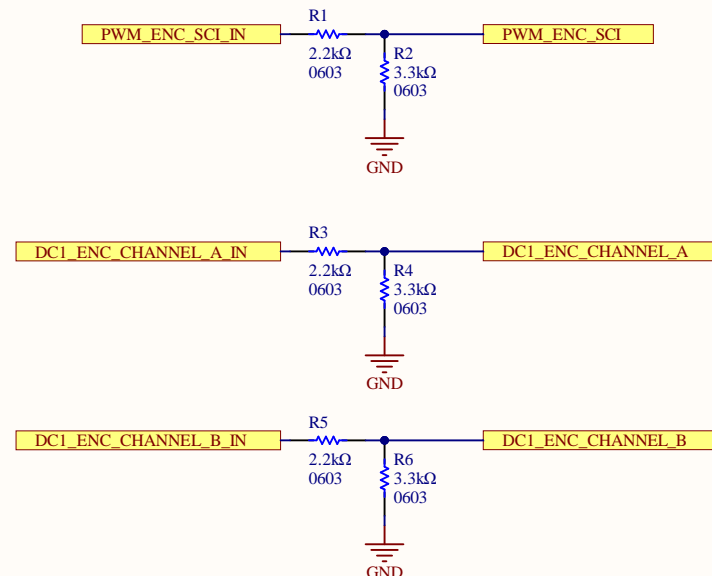 R1
PWM_ENC_SCI_IN
PWM_ENC_SCI
2.2kΩ
0603
R2
3.3kΩ
0603
GND
R3
DC1_ENC_CHANNEL_A_IN
DC1_ENC_CHANNEL_A
2.2kΩ
0603
R4
3.3kΩ
0603
GND
R5
DC1_ENC_CHANNEL_B_IN
DC1_ENC_CHANNEL_B
2.2kΩ
0603
R6
3.3kΩ
0603
GND